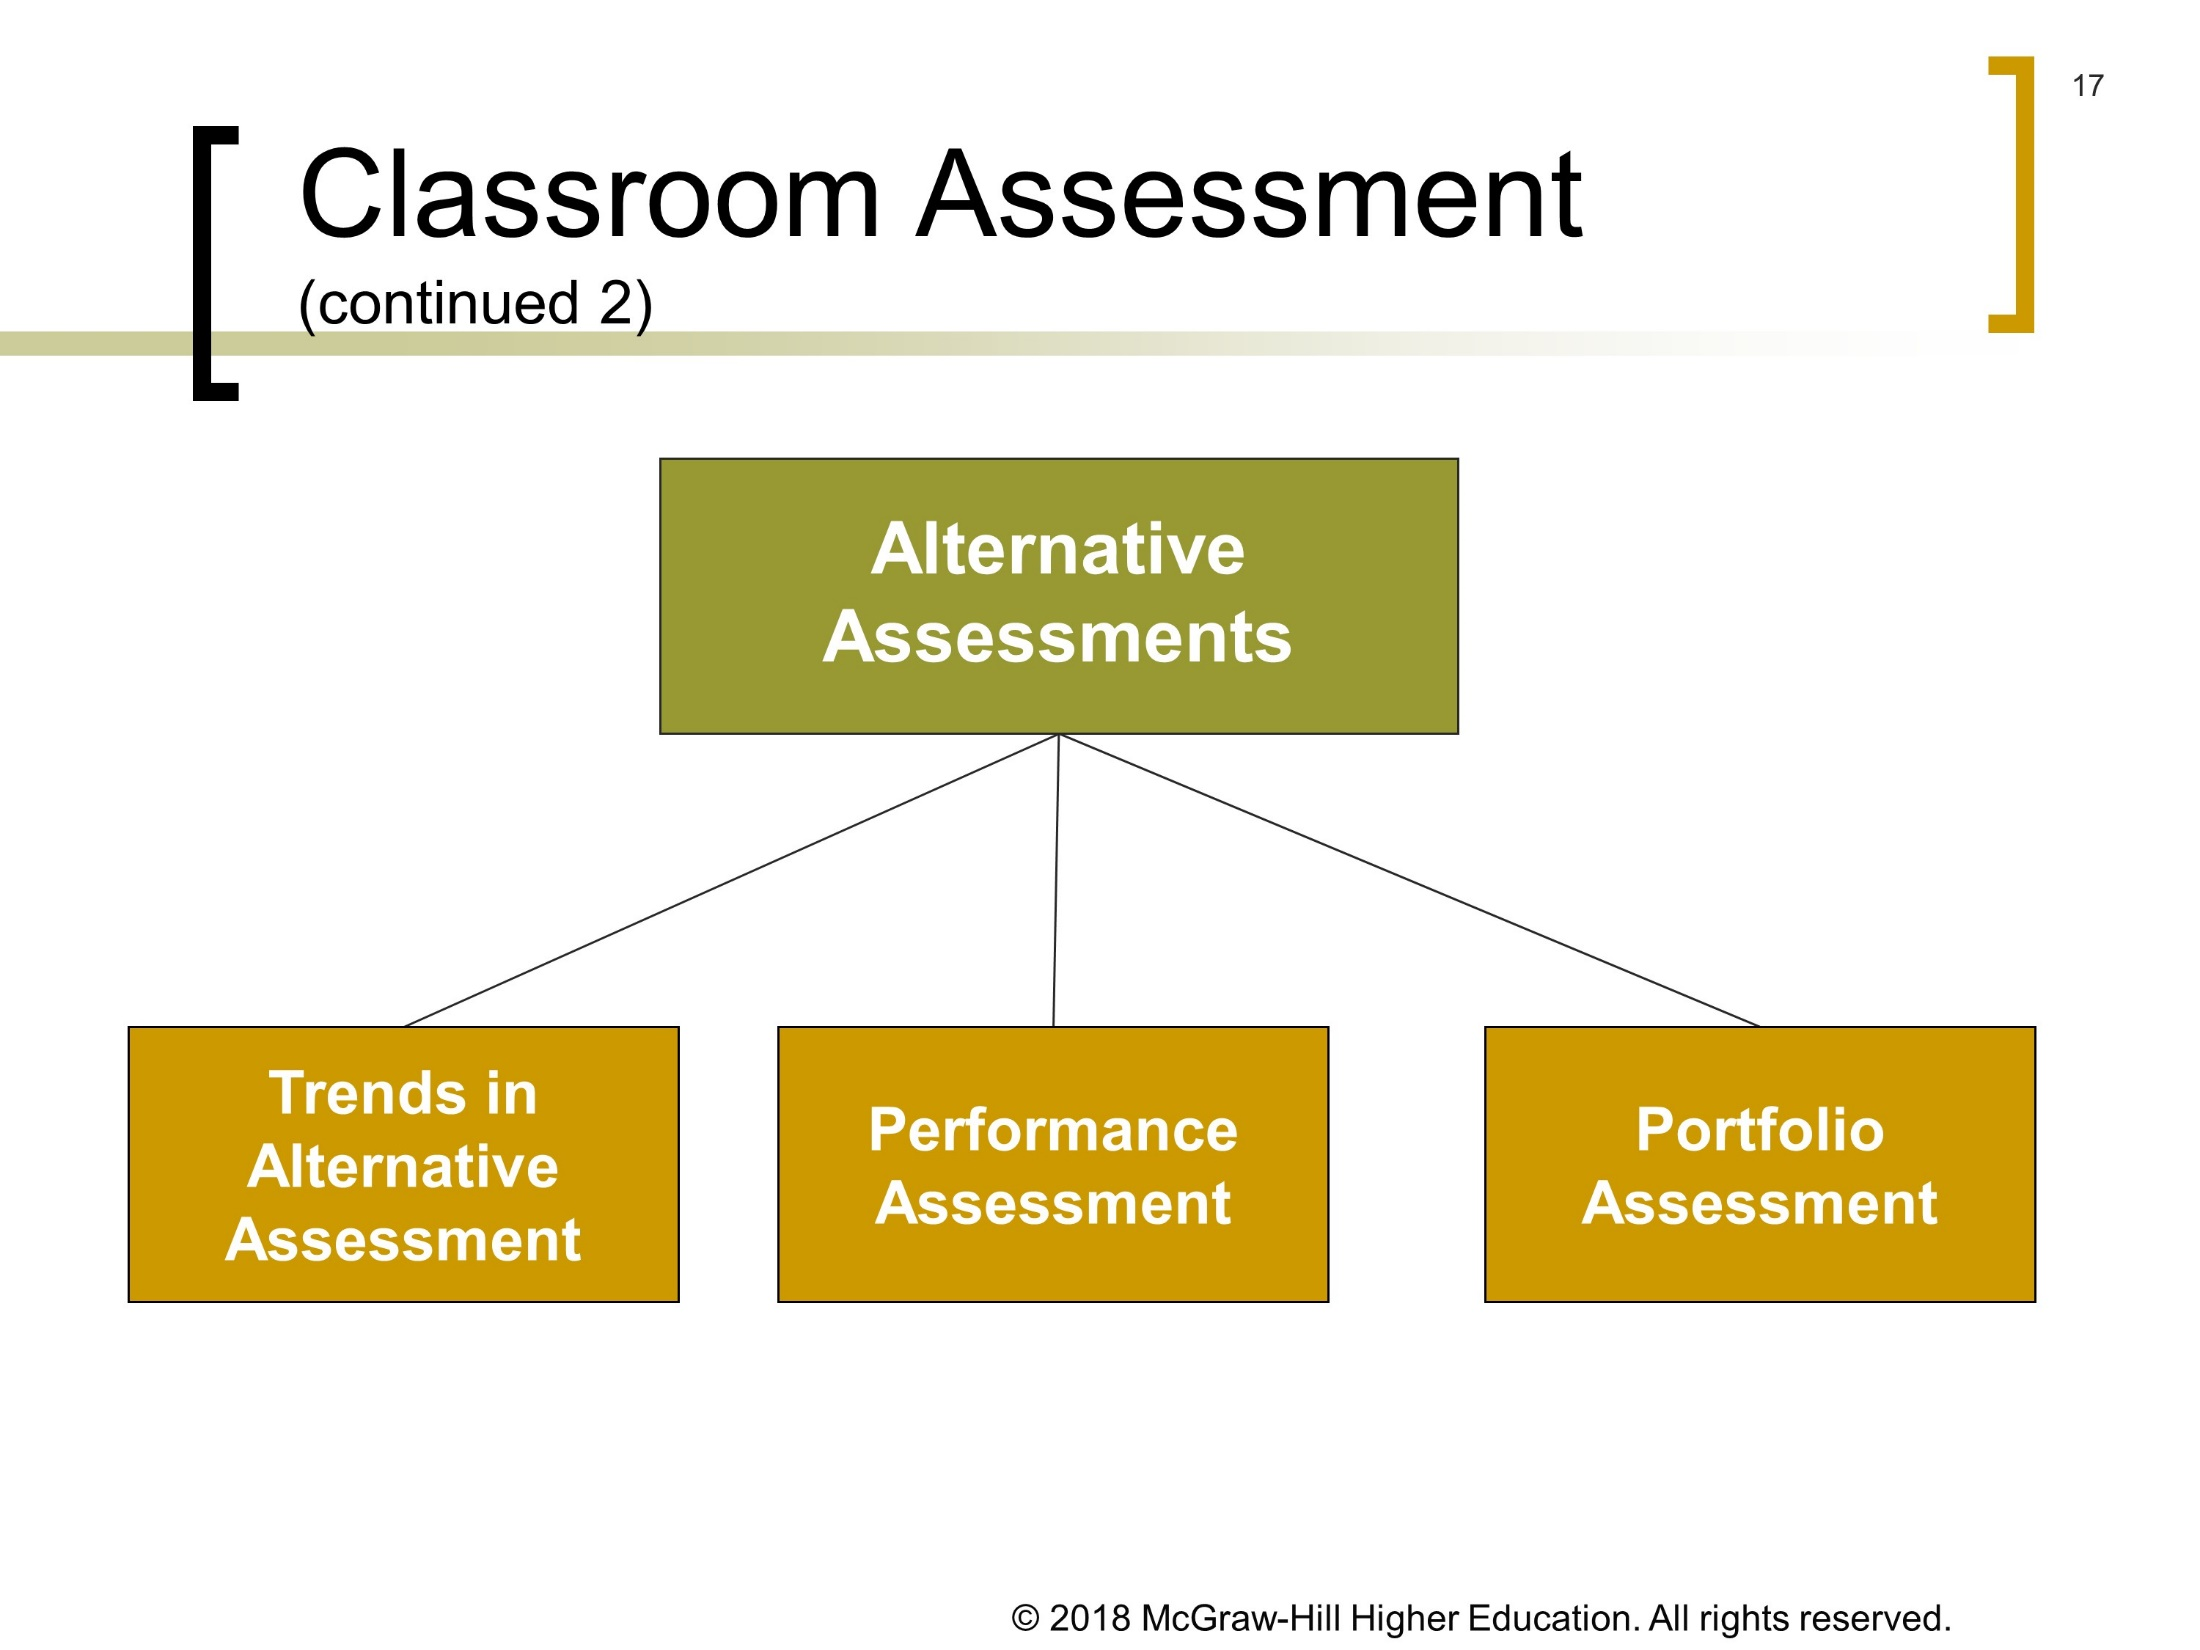 17
Classroom Assessment
(continued 2)
Alternative
Assessments
Trends in
Alternative
Assessment
Performance
Assessment
Portfolio
Assessment
© 2018 McGraw-Hill Higher Education. All rights reserved.